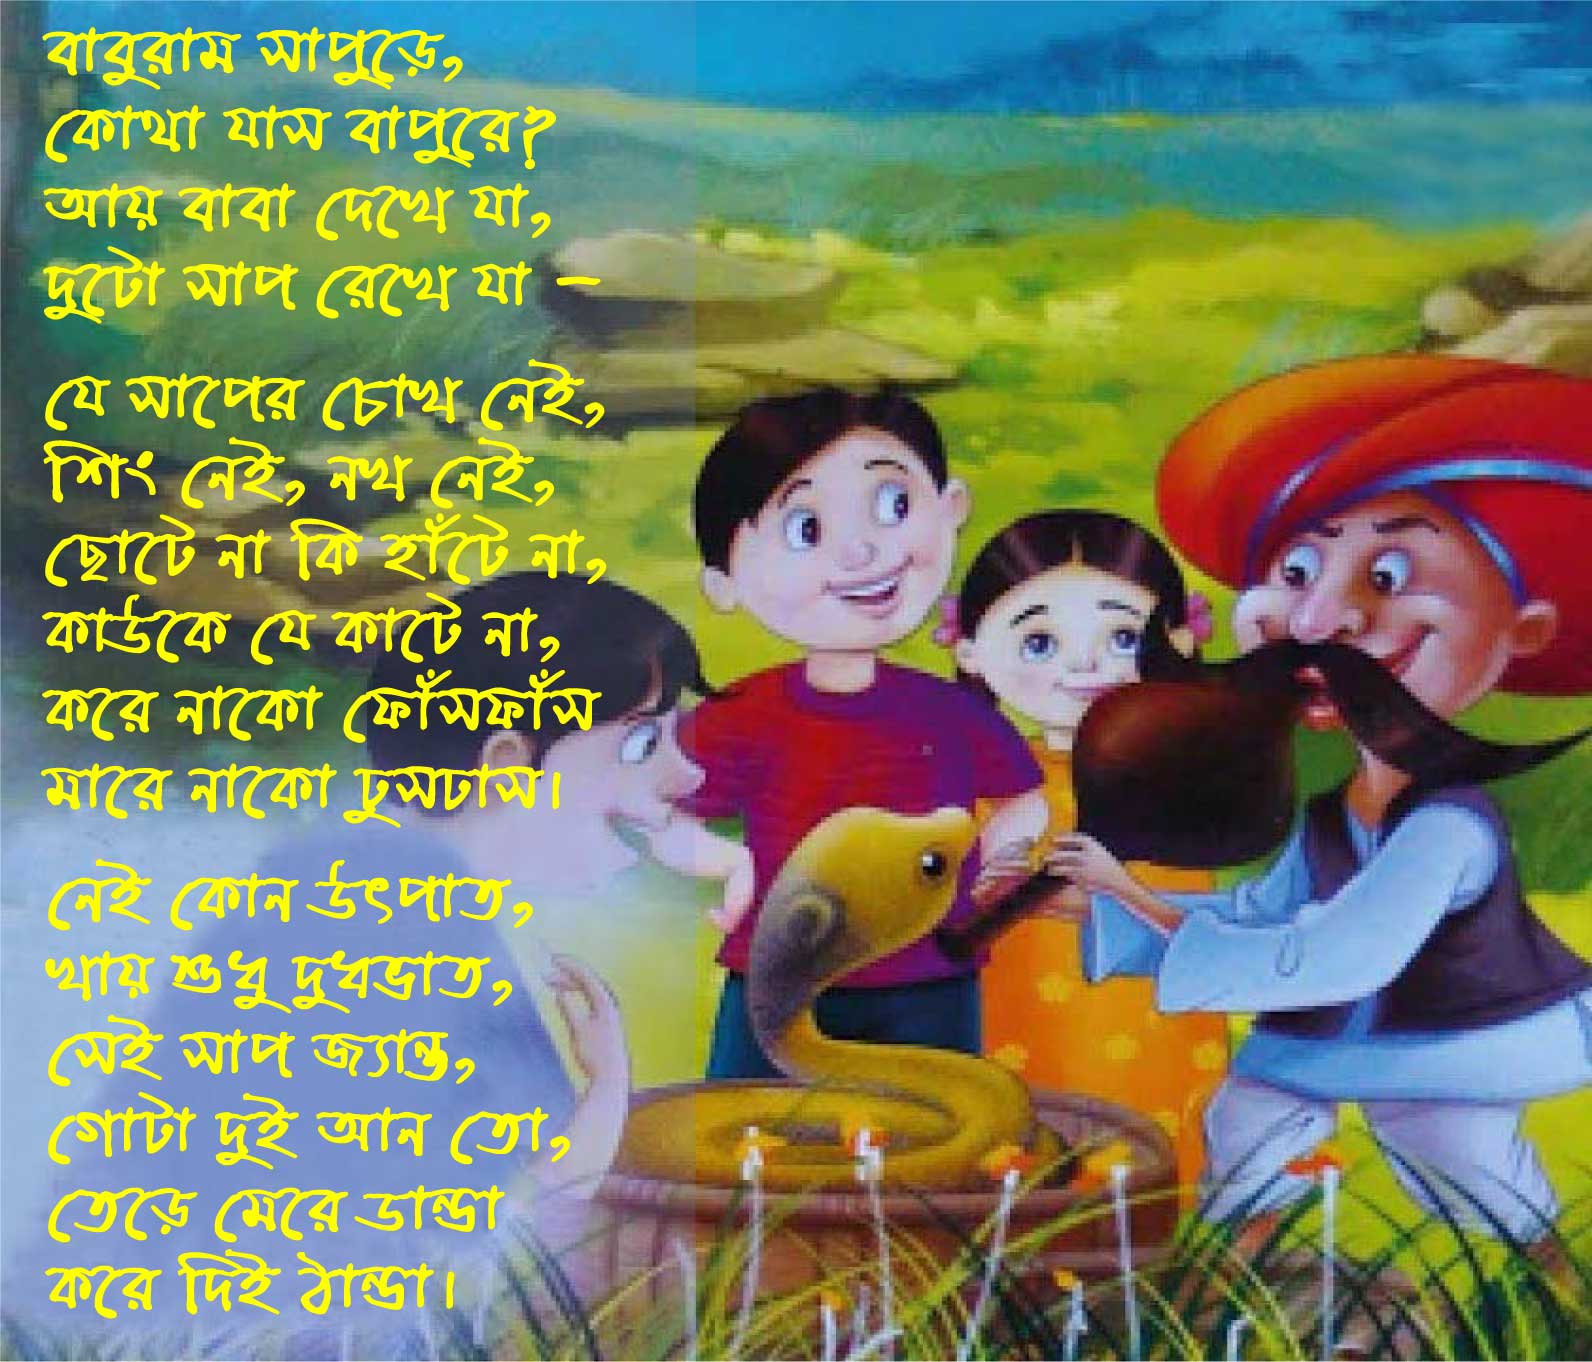 বাবুরাম সাপুড়ে,
কোথা যাস বাপুরে?
আয় বাবা দেখে যা,
দুটো সাপ রেখে যা –
যে সাপের চোখ নেই,
শিং নেই, নখ নেই,
ছোটে না কি হাঁটে না,
কাউকে যে কাটে না,
করে নাকো ফোঁসফাঁস
মারে নাকো ঢুসঢাস।
নেই কোন উৎপাত,
খায় শুধু দুধভাত,
সেই সাপ জ্যান্ত,
গোটা দুই আন তো,
তেড়ে মেরে ডান্ডা
করে দিই ঠান্ডা।